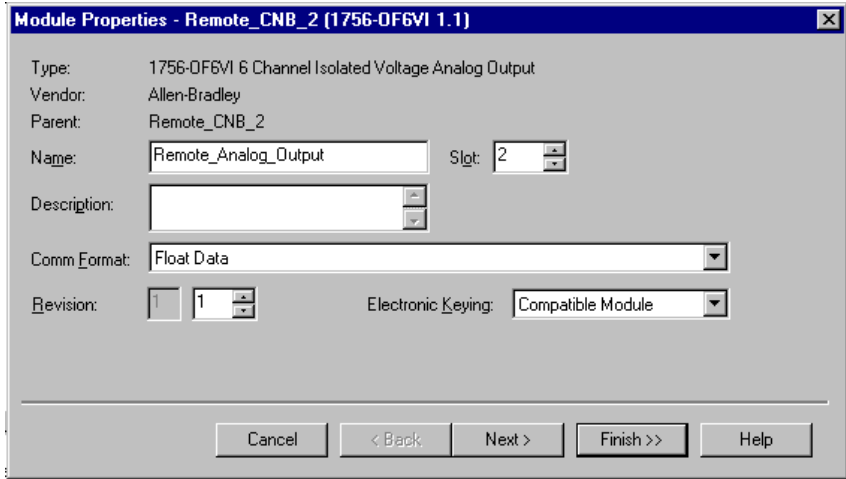 Module Properties - Remote_CNB_2 (1756-OF6VI 1.1)
Type: 1756-OF6VI 6 Channel Isolated Voltage Analog Output
Vendor: Allen-Bradley
Parent: Remote_CNB_2
Name: Remote_Analog_Output Slot: 2
Description:
Comm Format: Float Data
Revision: 1 1 Electronic Keying: Compatible Module
Cancel < Back Next > Finish >> Help